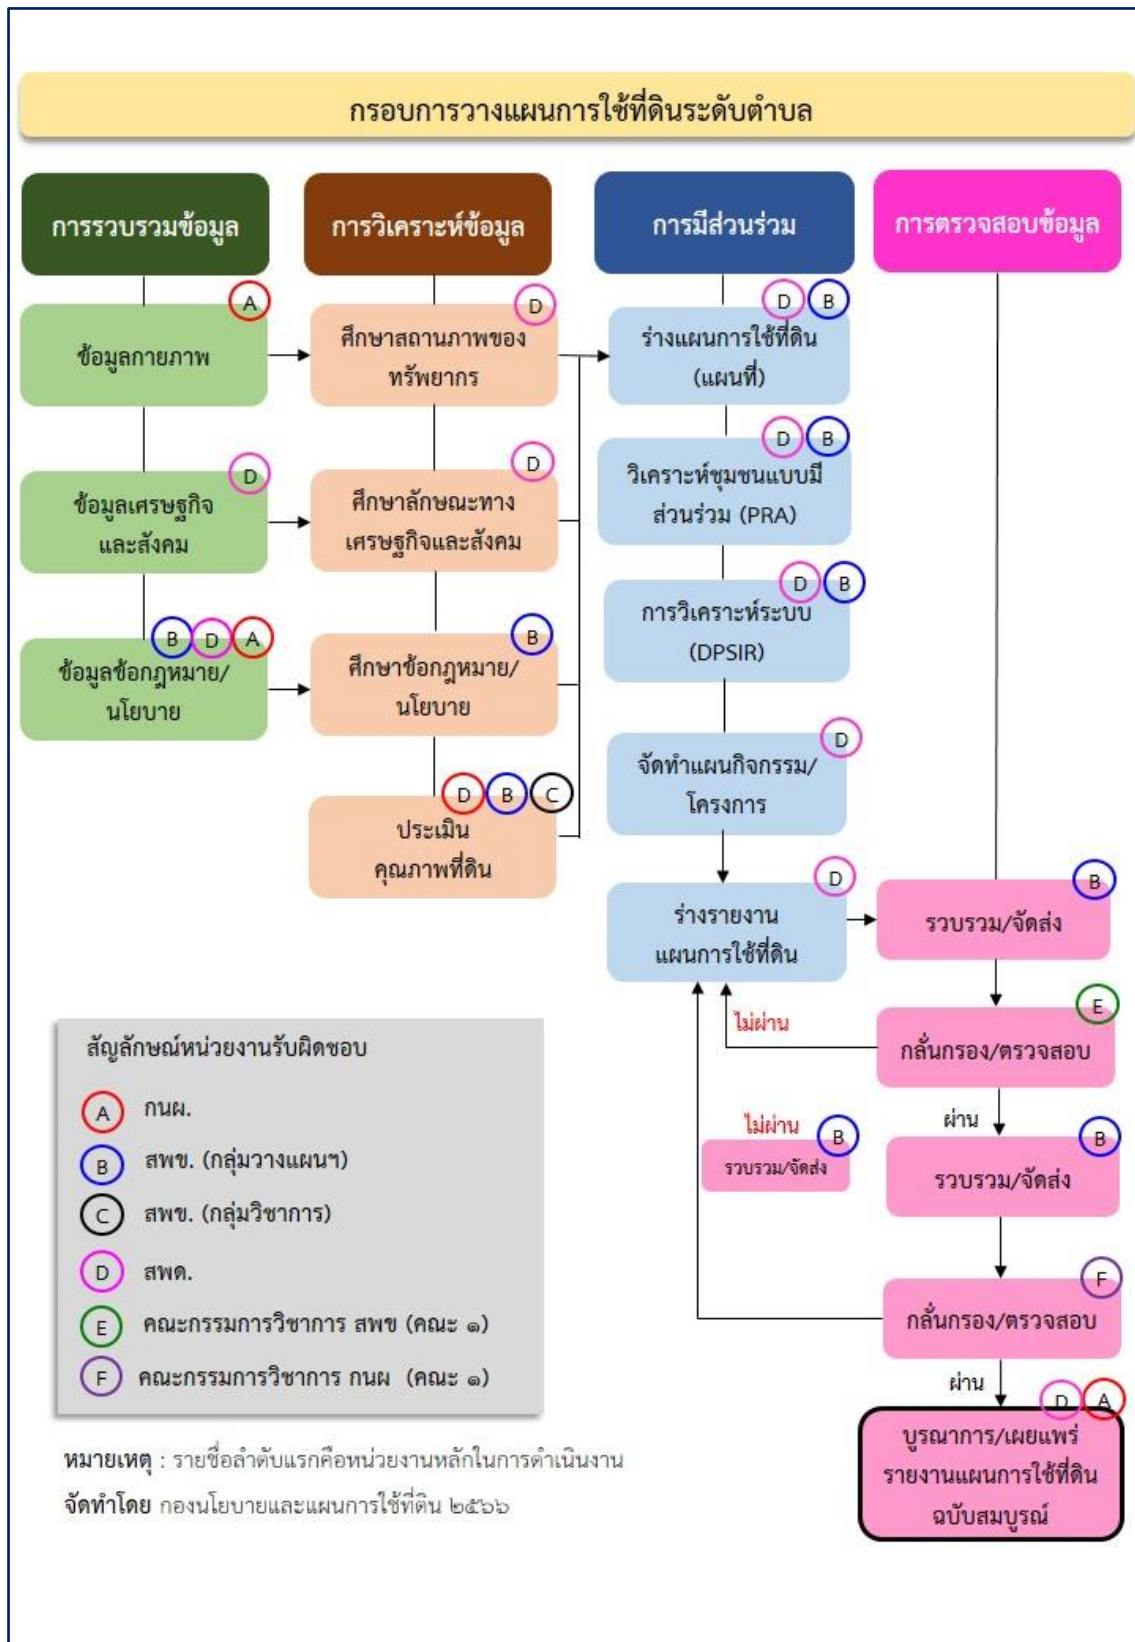 กรอบการวางแผนการใช้ที่ดินระดับตำบล
การรวบรวมข้อมูล
A
ข้อมูลกายภาพ
D
ข้อมูลเศรษฐกิจ
และสังคม
B D A
ข้อมูลข้อกฎหมาย/
นโยบาย
การวิเคราะห์ข้อมูล
D
ศึกษาสถานภาพของ
ทรัพยากร
D
ศึกษาลักษณะทาง
เศรษฐกิจและสังคม
B
ศึกษาข้อกฎหมาย/
นโยบาย
D B C
ประเมิน
คุณภาพที่ดิน
การมีส่วนร่วม
D B
ร่างแผนการใช้ที่ดิน
(แผนที่)
D B
วิเคราะห์ชุมชนแบบมี
ส่วนร่วม (PRA)
D B
การวิเคราะห์ระบบ
(DPSIR)
D
จัดทำแผนกิจกรรม/
โครงการ
D
ร่างรายงาน
แผนการใช้ที่ดิน
การตรวจสอบข้อมูล
B
รวบรวม/จัดส่ง
E
ไม่ผ่าน
กลั่นกรอง/ตรวจสอบ
ผ่าน
B
รวบรวม/จัดส่ง
ไม่ผ่าน
B
รวบรวม/จัดส่ง
F
กลั่นกรอง/ตรวจสอบ
ผ่าน
D A
บูรณาการ/เผยแพร่
รายงานแผนการใช้ที่ดิน
ฉบับสมบูรณ์
สัญลักษณ์หน่วยงานรับผิดชอบ
A กนผ.
B สพข. (กลุ่มวางแผนฯ)
C สพข. (กลุ่มวิชาการ)
D สพด.
E คณะกรรมการวิชาการ สพข (คณะ ๑)
F คณะกรรมการวิชาการ กนผ (คณะ ๑)
หมายเหตุ : รายชื่อลำดับแรกคือหน่วยงานหลักในการดำเนินงาน
จัดทำโดย กองนโยบายและแผนการใช้ที่ดิน ๒๕๖๖